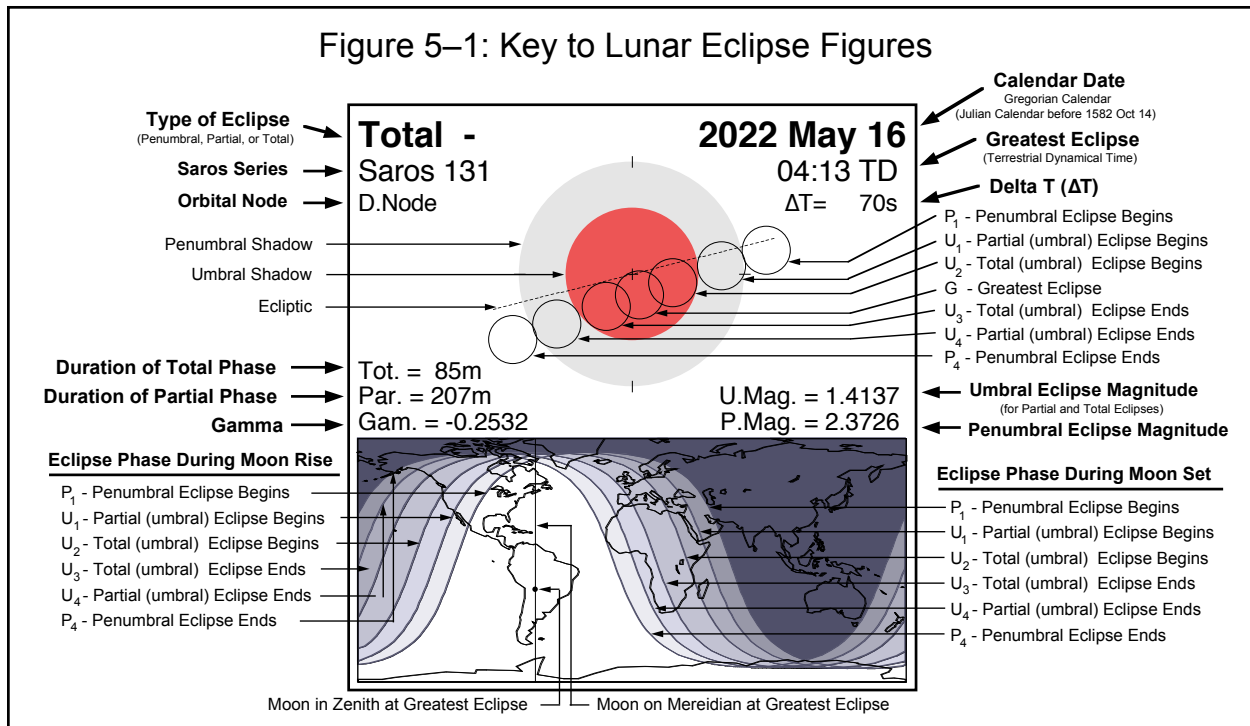 Figure 5–1: Key to Lunar Eclipse Figures
Type of Eclipse
(Penumbral, Partial, or Total)
Saros Series
Orbital Node
Penumbral Shadow
Umbral Shadow
Ecliptic
Duration of Total Phase
Duration of Partial Phase
Gamma
Total -
Saros 131
D.Node
2022 May 16
04:13 TD
ΔT= 70s
Tot. = 85m
Par. = 207m
Gam. = -0.2532
U.Mag. = 1.4137
P.Mag. = 2.3726
Calendar Date
Gregorian Calendar
(Julian Calendar before 1582 Oct 14)
Greatest Eclipse
(Terrestrial Dynamical Time)
Delta T (ΔT)
P1 - Penumbral Eclipse Begins
U1 - Partial (umbral) Eclipse Begins
U2 - Total (umbral) Eclipse Begins
G - Greatest Eclipse
U3 - Total (umbral) Eclipse Ends
U4 - Partial (umbral) Eclipse Ends
P4 - Penumbral Eclipse Ends
Umbral Eclipse Magnitude
(for Partial and Total Eclipses)
Penumbral Eclipse Magnitude
Eclipse Phase During Moon Rise
P1 - Penumbral Eclipse Begins
U1 - Partial (umbral) Eclipse Begins
U2 - Total (umbral) Eclipse Begins
U3 - Total (umbral) Eclipse Ends
U4 - Partial (umbral) Eclipse Ends
P4 - Penumbral Eclipse Ends
Eclipse Phase During Moon Set
P1 - Penumbral Eclipse Begins
U1 - Partial (umbral) Eclipse Begins
U2 - Total (umbral) Eclipse Begins
U3 - Total (umbral) Eclipse Ends
U4 - Partial (umbral) Eclipse Ends
P4 - Penumbral Eclipse Ends
Moon in Zenith at Greatest Eclipse
Moon on Mereidian at Greatest Eclipse